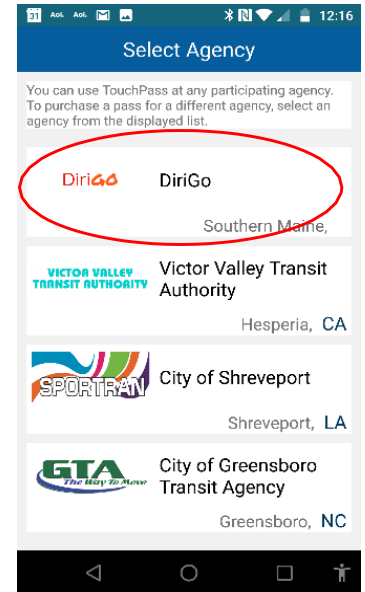 31 AOL AOL M 12:16
Select Agency
You can use TouchPass at any participating agency.
To purchase a pass for a different agency, select an
agency from the displayed list.
DiriGO DiriGo
Southern Maine,
VICTOR VALLEY
TRANSIT AUTHORITY
Victor Valley Transit
Authority
Hesperia, CA
SPORTRAN City of Shreveport
Shreveport, LA
GTA
The Way To Move
City of Greensboro
Transit Agency
Greensboro, NC